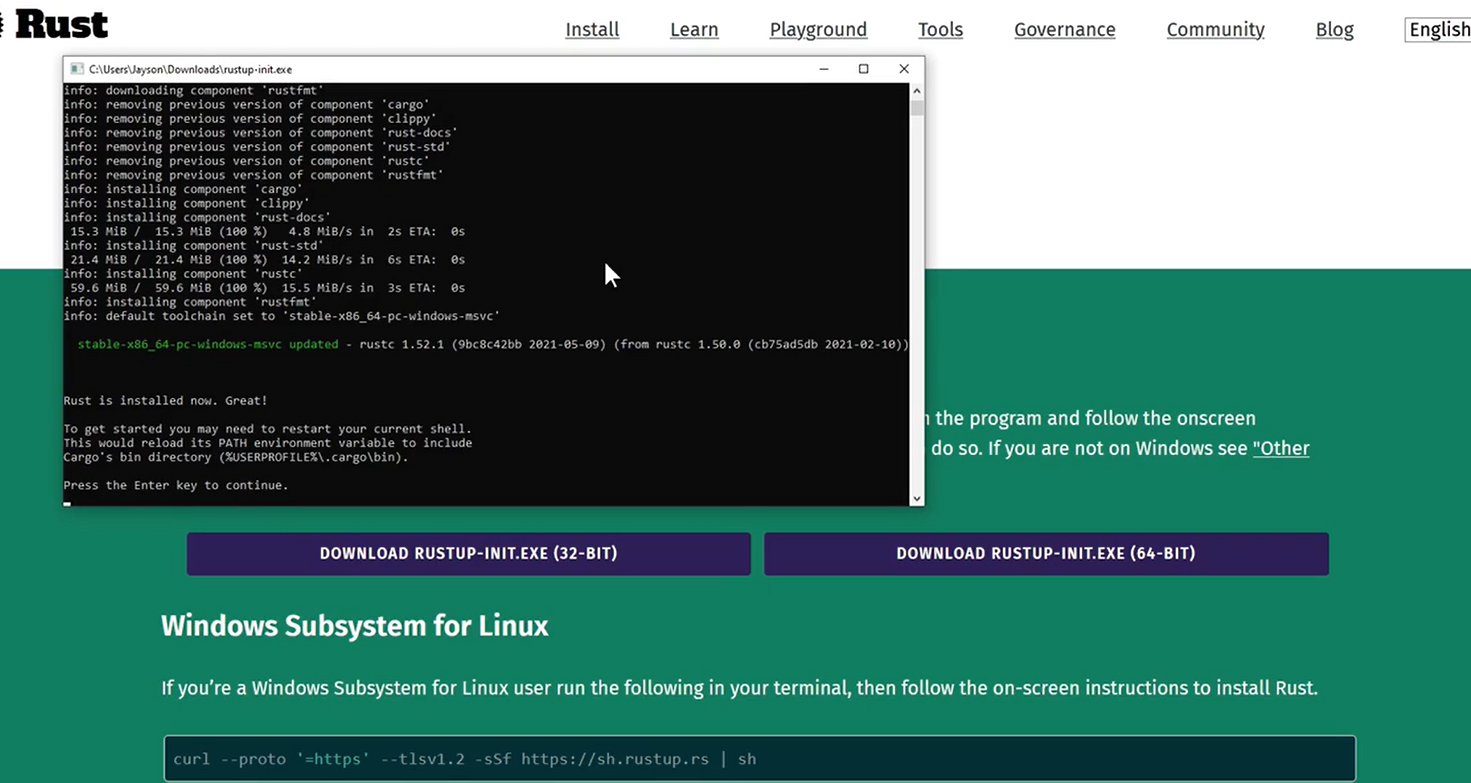 Rust
Install Learn Playground Tools Governance Community Blog English
C:\Users\Jayson\Downloads\rustup-init.exe
info: downloading component 'rustfmt'
info: removing previous version of component 'cargo'
info: removing previous version of component 'clippy'
info: removing previous version of component 'rust-docs'
info: removing previous version of component 'rust-std'
info: removing previous version of component 'rustc'
info: removing previous version of component 'rustfmt'
info: installing component 'cargo'
info: installing component 'clippy'
info: installing component 'rust-docs'
15.3 MiB / 15.3 MiB (100 %) 4.8 MiB/s in 2s ETA: 0s
info: installing component 'rust-std'
21.4 MiB / 21.4 MiB (100 %) 14.2 MiB/s in 6s ETA: 0s
info: installing component 'rustc'
59.6 MiB / 59.6 MiB (100 %) 15.5 MiB/s in 3s ETA: 0s
info: installing component 'rustfmt'
info: default toolchain set to 'stable-x86_64-pc-windows-msvc'
stable-x86_64-pc-windows-msvc updated - rustc 1.52.1 (9bc8c42bb 2021-05-09) (from rustc 1.50.0 (cb75ad5db 2021-02-10))
Rust is installed now. Great!
To get started you may need to restart your current shell.
This would reload its PATH environment variable to include
Cargo's bin directory (%USERPROFILE%\.cargo\bin).
Press the Enter key to continue.
the program and follow the onscreen
do so. If you are not on Windows see "Other
DOWNLOAD RUSTUP-INIT.EXE (32-BIT)
DOWNLOAD RUSTUP-INIT.EXE (64-BIT)
Windows Subsystem for Linux
If you’re a Windows Subsystem for Linux user run the following in your terminal, then follow the on-screen instructions to install Rust.
curl --proto '=https' --tlsv1.2 -sSf https://sh.rustup.rs | sh